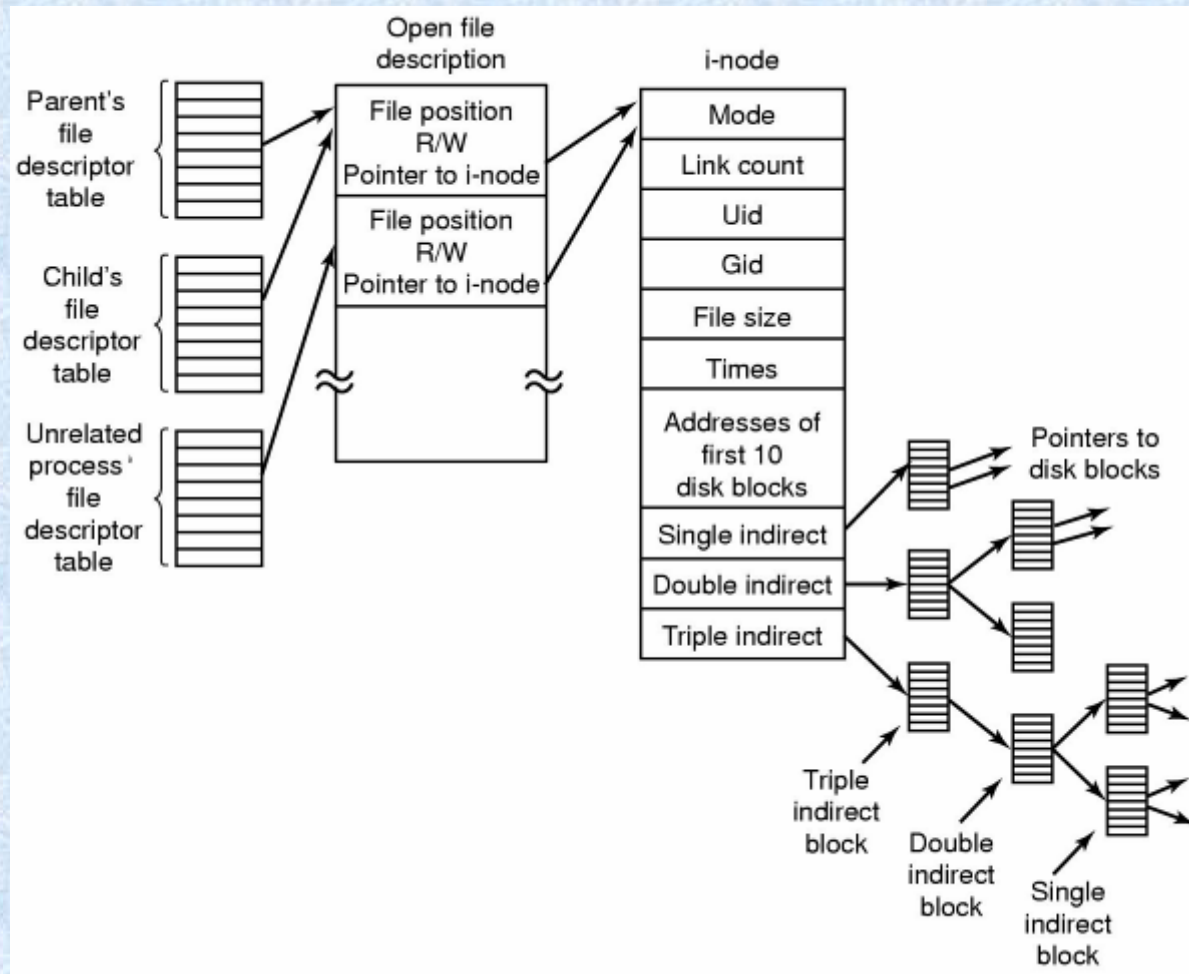 Open file
description
i-node
Parent's
file
descriptor
table
File position
R/W
Pointer to i-node
File position
R/W
Pointer to i-node
Child's
file
descriptor
table
Unrelated
process'
file
descriptor
table
Mode
Link count
Uid
Gid
File size
Times
Addresses of
first 10
disk blocks
Single indirect
Double indirect
Triple indirect
Pointers to
disk blocks
Triple
indirect
block
Double
indirect
block
Single
indirect
block